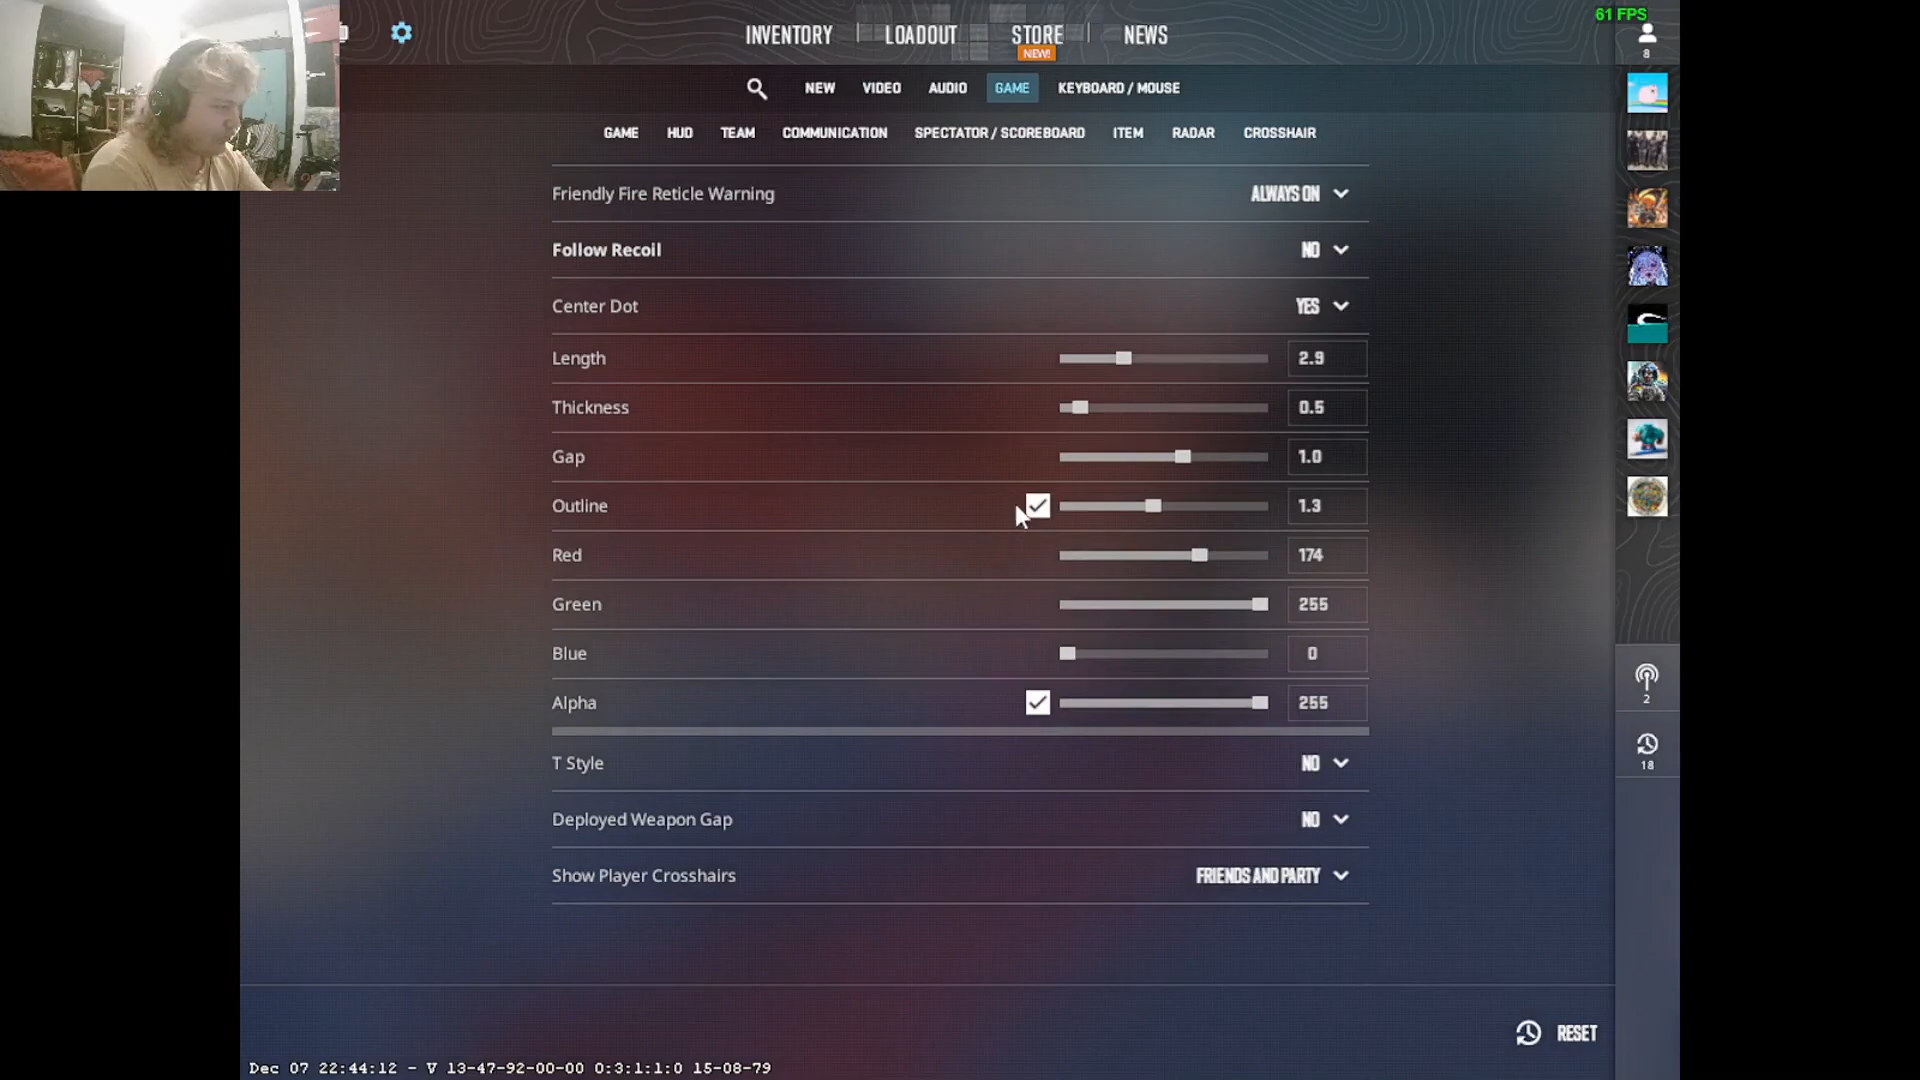 61 FPS
INVENTORY LOADOUT STORE NEWS
NEW!
8
NEW VIDEO AUDIO GAME KEYBOARD / MOUSE
GAME HUD TEAM COMMUNICATION SPECTATOR / SCOREBOARD ITEM RADAR CROSSHAIR
Friendly Fire Reticle Warning ALWAYS ON
Follow Recoil NO
Center Dot YES
Length 2.9
Thickness 0.5
Gap 1.0
Outline 1.3
Red 174
Green 255
Blue 0
Alpha 255
2
T Style NO
18
Deployed Weapon Gap NO
Show Player Crosshairs FRIENDS AND PARTY
RESET
Dec 07 22:44:12 - V 13-47-92-00-00 0:3:1:1:0 15-08-79